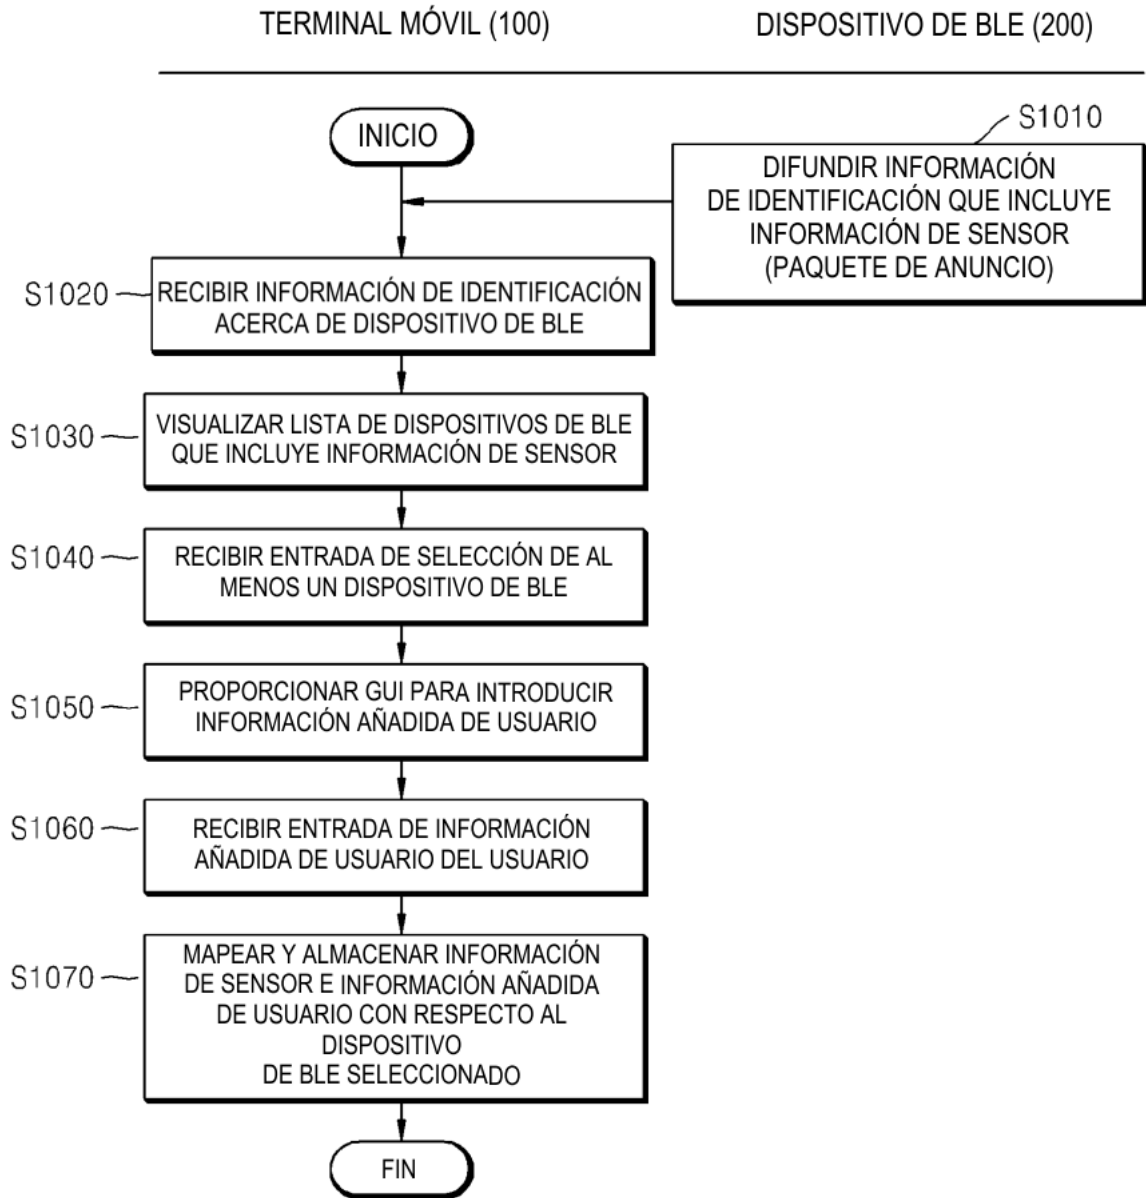 TERMINAL MÓVIL (100)
DISPOSITIVO DE BLE (200)
INICIO
S1010
DIFUNDIR INFORMACIÓN
DE IDENTIFICACIÓN QUE INCLUYE
INFORMACIÓN DE SENSOR
(PAQUETE DE ANUNCIO)
S1020
RECIBIR INFORMACIÓN DE IDENTIFICACIÓN
ACERCA DE DISPOSITIVO DE BLE
S1030
VISUALIZAR LISTA DE DISPOSITIVOS DE BLE
QUE INCLUYE INFORMACIÓN DE SENSOR
S1040
RECIBIR ENTRADA DE SELECCIÓN DE AL
MENOS UN DISPOSITIVO DE BLE
S1050
PROPORCIONAR GUI PARA INTRODUCIR
INFORMACIÓN AÑADIDA DE USUARIO
S1060
RECIBIR ENTRADA DE INFORMACIÓN
AÑADIDA DE USUARIO DEL USUARIO
S1070
MAPEAR Y ALMACENAR INFORMACIÓN
DE SENSOR E INFORMACIÓN AÑADIDA
DE USUARIO CON RESPECTO AL
DISPOSITIVO
DE BLE SELECCIONADO
FIN